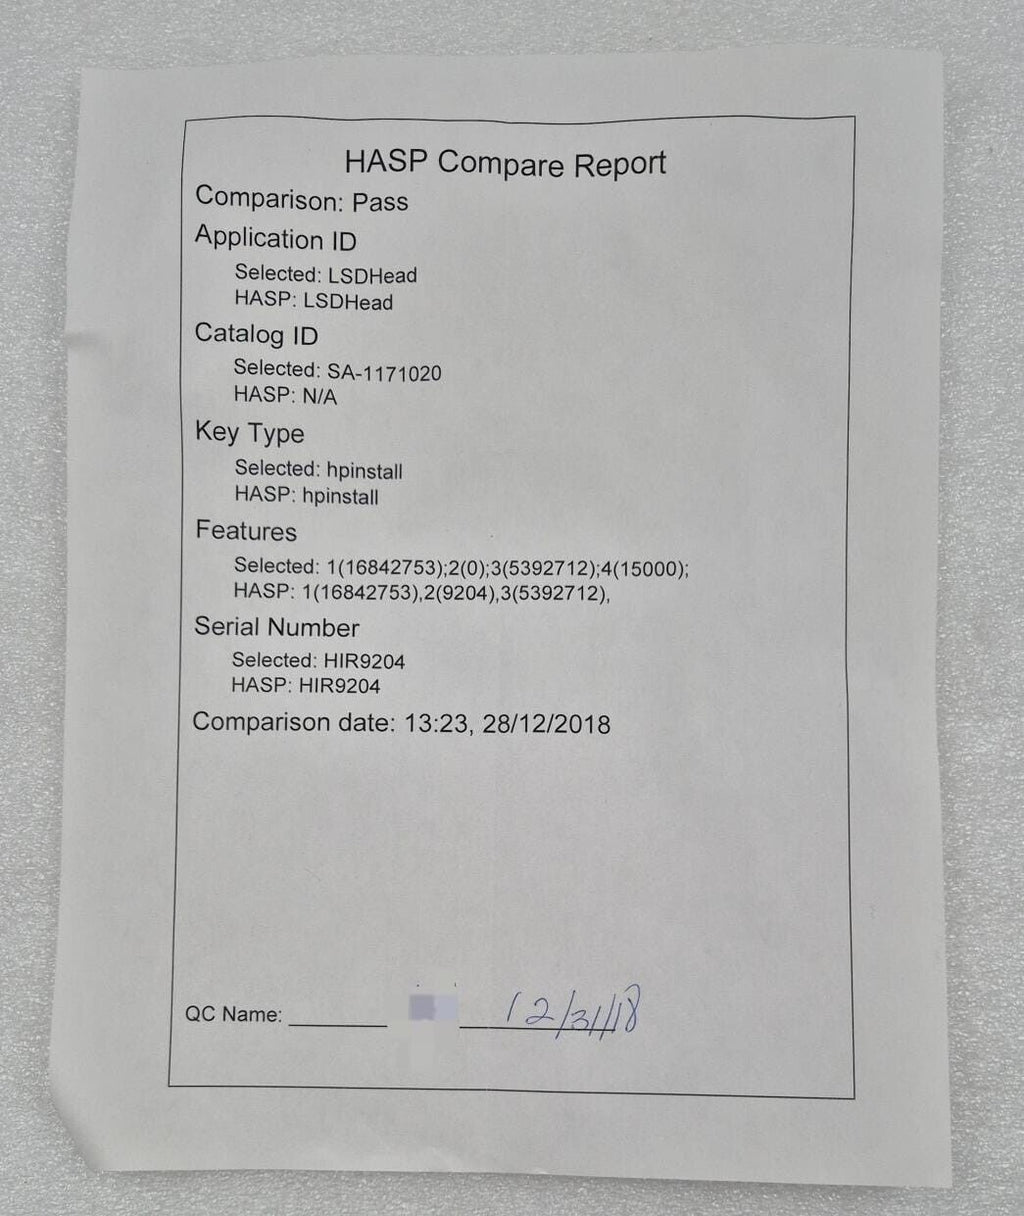 HASP Compare Report
Comparison: Pass
Application ID
Selected: LSDHead
HASP: LSDHead
Catalog ID
Selected: SA-1171020
HASP: N/A
Key Type
Selected: hpinstall
HASP: hpinstall
Features
Selected: 1(16842753);2(0);3(5392712);4(15000);
HASP: 1(16842753),2(9204),3(5392712),
Serial Number
Selected: HIR9204
HASP: HIR9204
Comparison date: 13:23, 28/12/2018
QC Name: 12/31/18